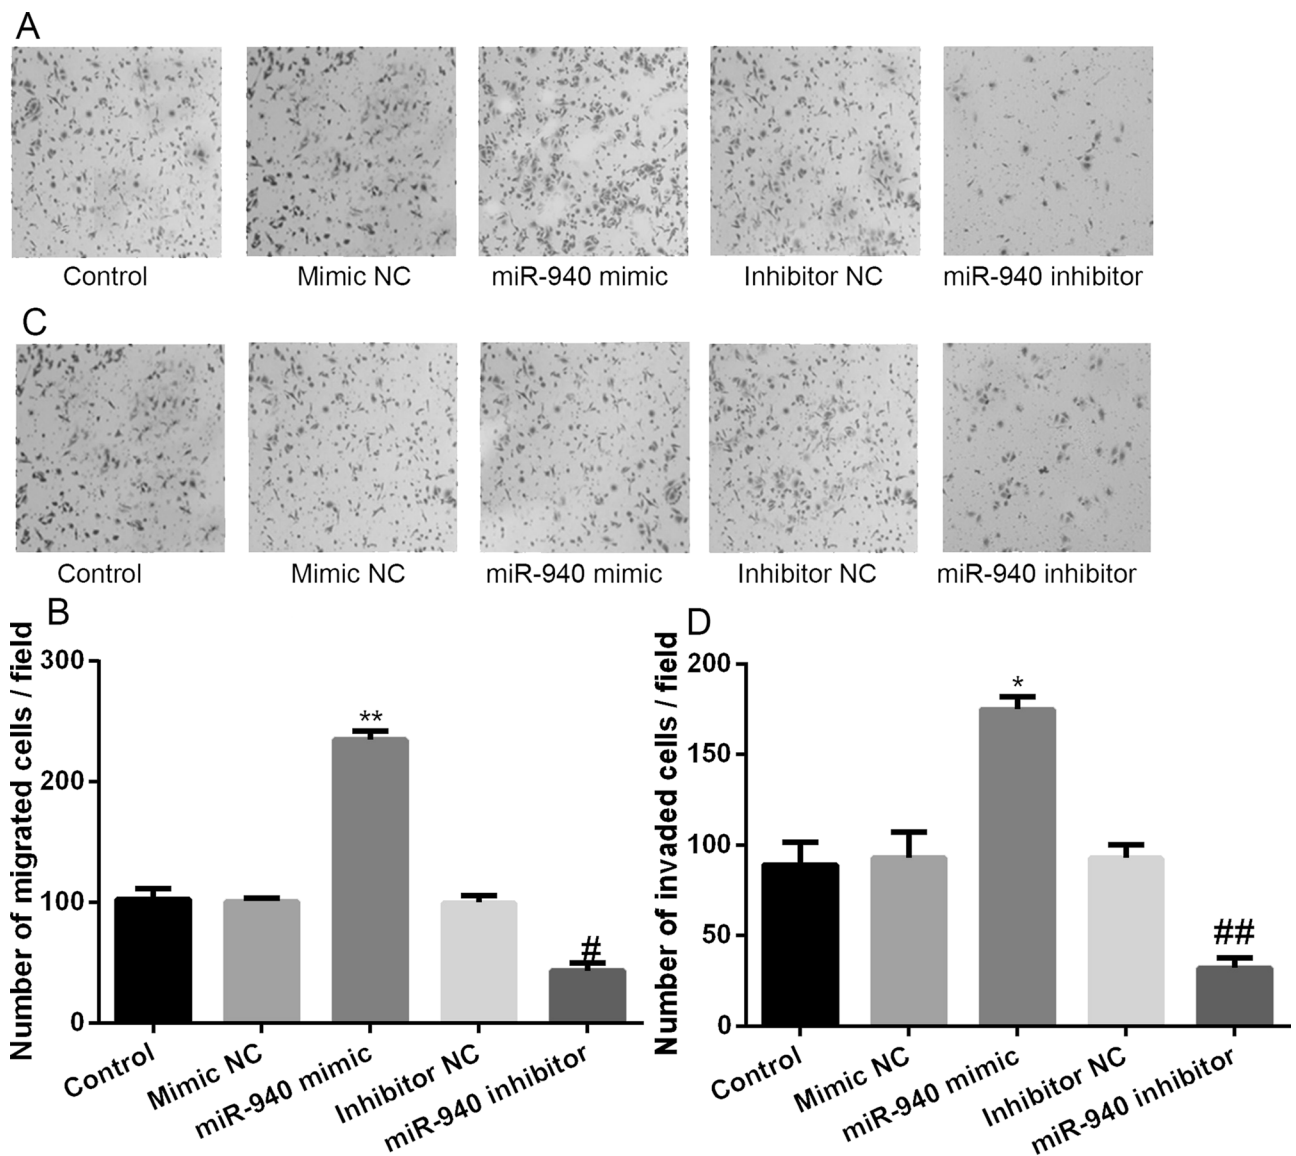 A
Control
Mimic NC
miR-940 mimic
Inhibitor NC
miR-940 inhibitor
C
Control
Mimic NC
miR-940 mimic
Inhibitor NC
miR-940 inhibitor
B
Number of migrated cells / field
300
200
100
0
**
#
Control
Mimic NC
miR-940 mimic
Inhibitor NC
miR-940 inhibitor
D
Number of invaded cells / field
200
150
100
50
0
*
##
Control
Mimic NC
miR-940 mimic
Inhibitor NC
miR-940 inhibitor